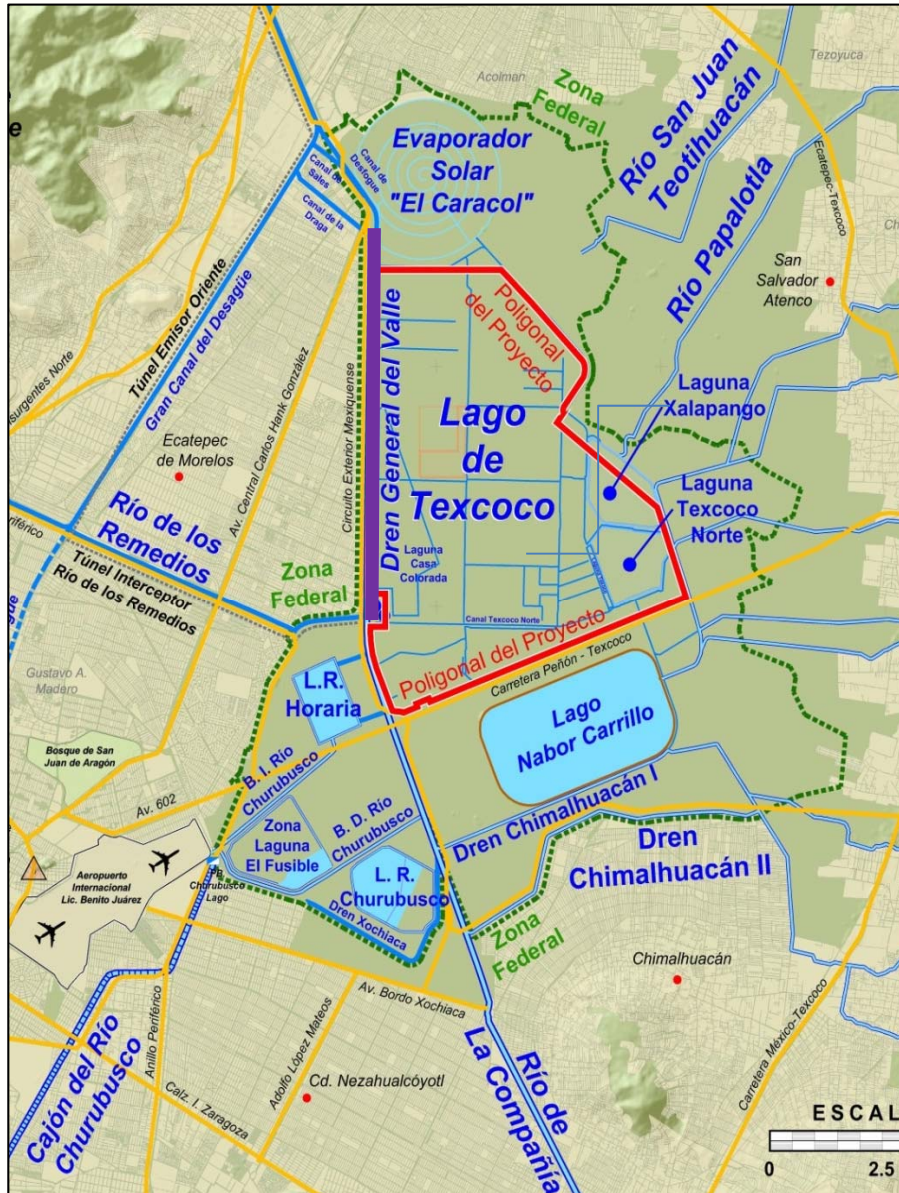 Tezoyuca
Acolman
Zona
Federal
Río San Juan
Teotihuacán
Río Papalotla
Ecatepec-Texcoco
e
Canal de
Desfogue
Canal de
Sales
Canal de la
Draga
Evaporador
Solar
"El Caracol"
San
Salvador
Atenco
Ch
Túnel Emisor Oriente
Gran Canal del Desagüe
nsurgentes Norte
Av. Central Carlos Hank González
Circuito Exterior Mexiquense
Dren General del Valle
Poligonal
del Proyecto
Laguna
Xalapango
Lago
de
Texcoco
Laguna
Texcoco
Norte
Ecatepec
de Morelos
Río de los
Remedios
Periférico
Túnel Interceptor
Río de los Remedios
Zona
Federal
Laguna
Casa
Colorada
Canal Texcoco Norte
Poligonal del Proyecto
Carretera Peñón - Texcoco
güe
Gustavo A.
Madero
L.R.
Horaria
Lago
Nabor Carrillo
Bosque de San
Juan de Aragón
B. I. Río
Churubusco
Av. 602
B. D. Río
Churubusco
Dren Chimalhuacán I
Zona
Laguna
El Fusible
Dren
Chimalhuacán II
Aeropuerto
Internacional
Lic. Benito Juárez
PB
Churubusco
Lago
L. R.
Churubusco
Dren Xochiaca
Zona
Federal
Chimalhuacán
Av. Bordo Xochiaca
Anillo Periférico
Adolfo López Mateos
Carretera México-Texcoco
Cajón del Río
Churubusco
Cd. Nezahualcóyotl
Río de
La Compañía
Calz. I. Zaragoza
ESCAL
0
2.5